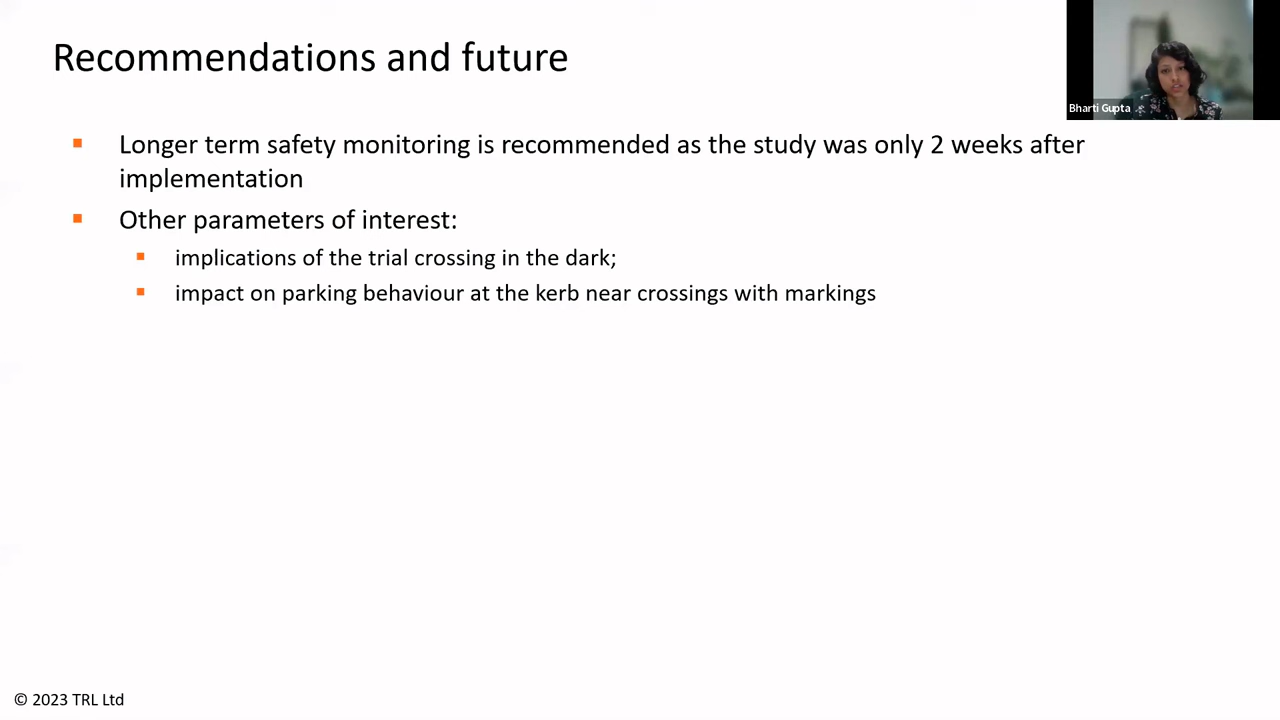 Recommendations and future
Bharti Gupta
Longer term safety monitoring is recommended as the study was only 2 weeks after
implementation
Other parameters of interest:
implications of the trial crossing in the dark;
impact on parking behaviour at the kerb near crossings with markings
© 2023 TRL Ltd